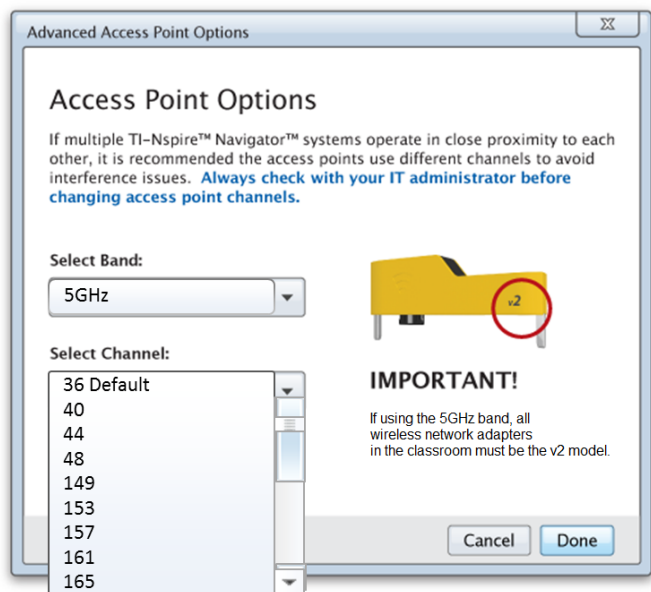 Advanced Access Point Options
Access Point Options
If multiple TI-Nspire™ Navigator™ systems operate in close proximity to each
other, it is recommended the access points use different channels to avoid
interference issues. Always check with your IT administrator before
changing access point channels.
Select Band:
5GHz
v2
Select Channel:
36 Default
40
44
48
149
153
157
161
165
IMPORTANT!
If using the 5GHz band, all
wireless network adapters
in the classroom must be the v2 model.
Cancel
Done